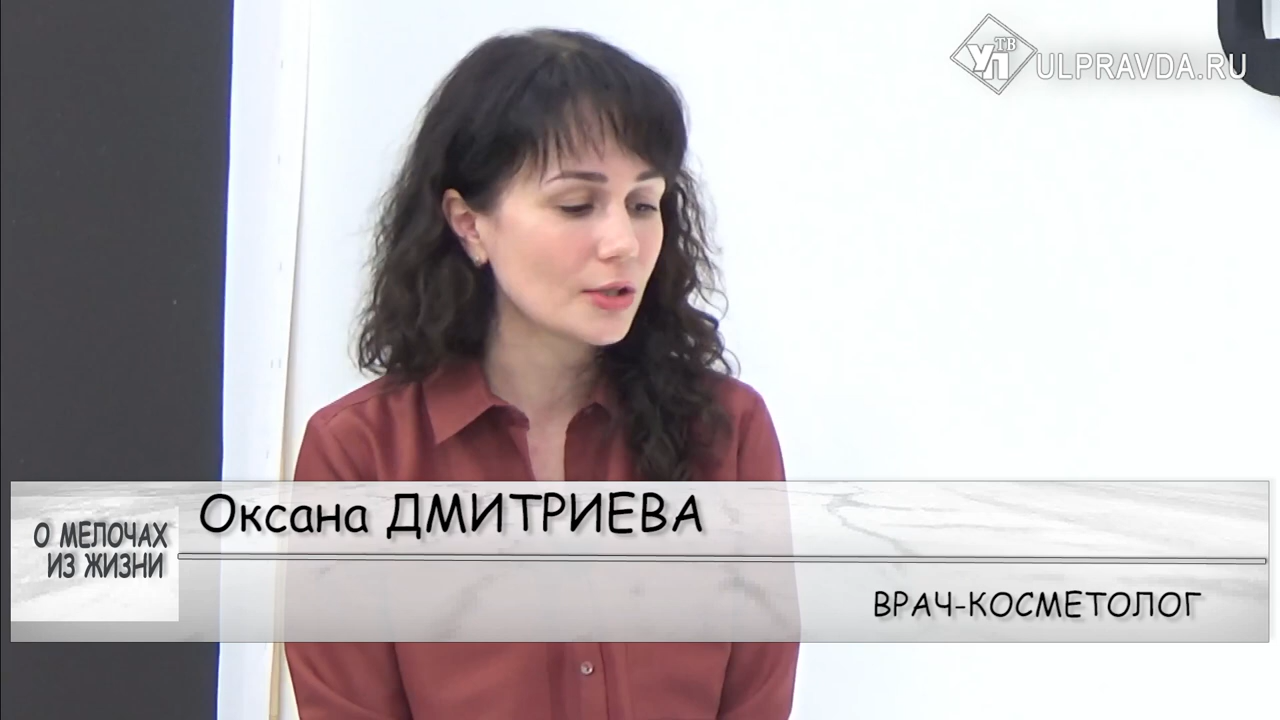 УП ТВ ULPRAVDA.RU
Оксана ДМИТРИЕВА
О МЕЛОЧАХ
ИЗ ЖИЗНИ
ВРАЧ-КОСМЕТОЛОГ